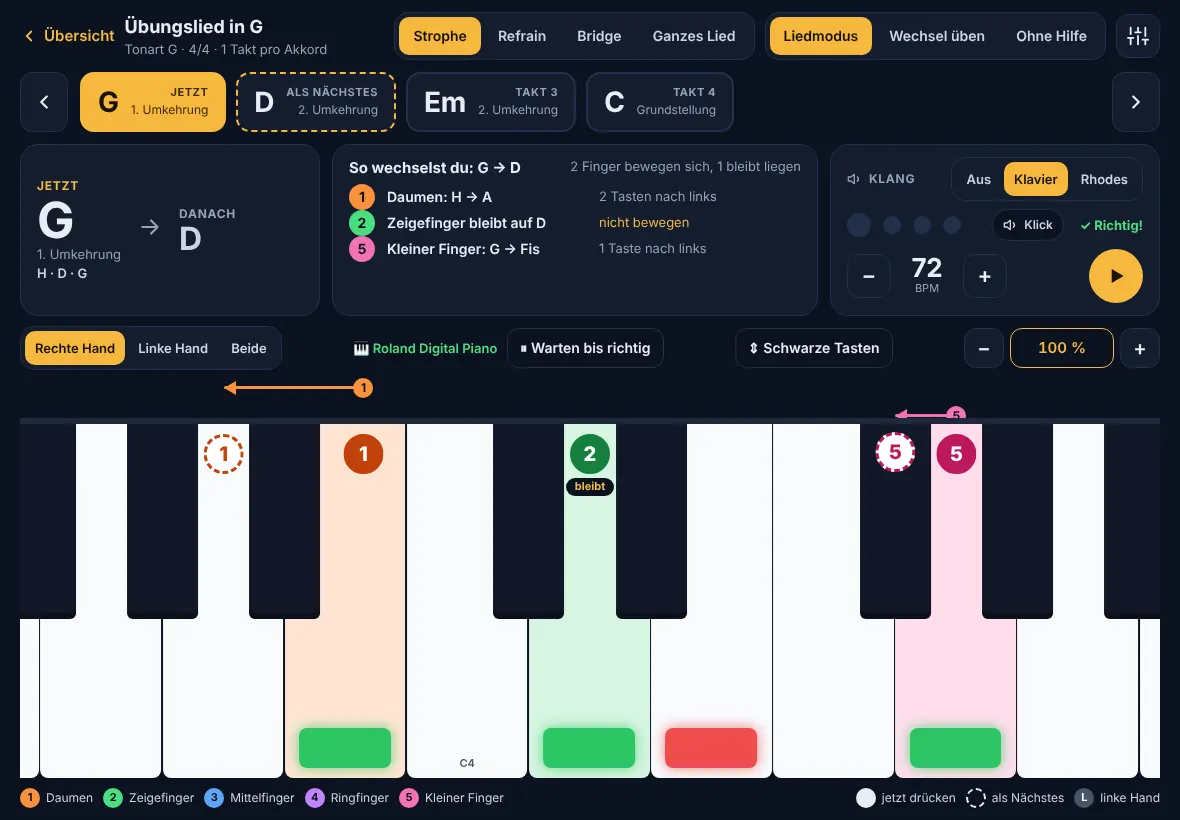 Übersicht
Übungslied in G
Tonart G · 4/4 · 1 Takt pro Akkord
Strophe Refrain Bridge Ganzes Lied
Liedmodus Wechsel üben Ohne Hilfe
G JETZT
1. Umkehrung
D ALS NÄCHSTES
2. Umkehrung
Em TAKT 3
2. Umkehrung
C TAKT 4
Grundstellung
JETZT
G
1. Umkehrung
H · D · G
→
DANACH
D
So wechselst du: G → D
2 Finger bewegen sich, 1 bleibt liegen
1 Daumen: H → A 2 Tasten nach links
2 Zeigefinger bleibt auf D nicht bewegen
5 Kleiner Finger: G → Fis 1 Taste nach links
KLANG
Aus Klavier Rhodes
Klick ✓ Richtig!
− 72 +
BPM
Rechte Hand Linke Hand Beide
Roland Digital Piano
Warten bis richtig
⇕ Schwarze Tasten
− 100 % +
1
5
1 1 2 5 5
bleibt
C4
1 Daumen 2 Zeigefinger 3 Mittelfinger 4 Ringfinger 5 Kleiner Finger
jetzt drücken als Nächstes L linke Hand